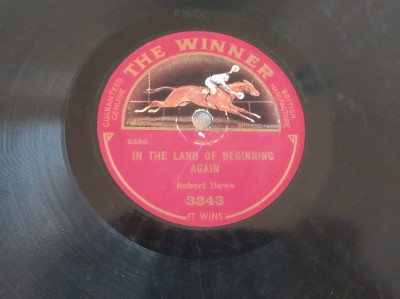 THE WINNER
GUARANTEED
GENUINE
BRITISH
MANUFACTURE
IN THE LAND OF BEGINNING
AGAIN
Robert Howe
3343
IT WINS